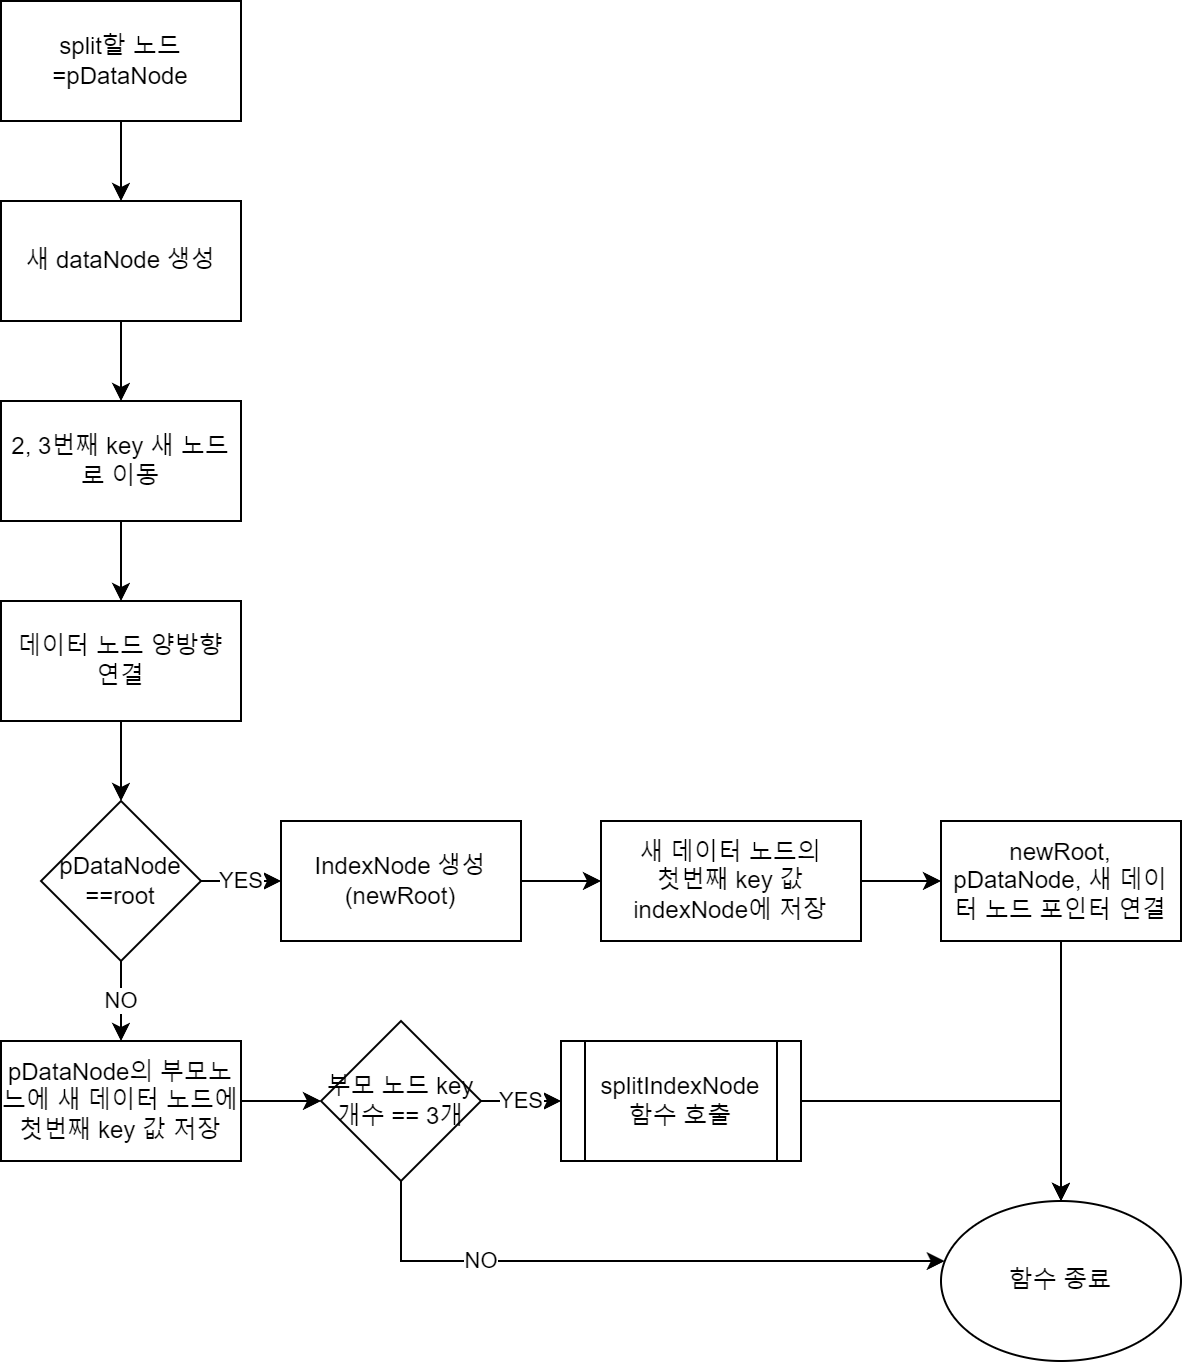 split할 노드
=pDataNode
새 dataNode 생성
2, 3번째 key 새 노드
로 이동
데이터 노드 양방향
연결
pDataNode
==root
YES
IndexNode 생성
(newRoot)
새 데이터 노드의
첫번째 key 값
indexNode에 저장
newRoot,
pDataNode, 새 데이
터 노드 포인터 연결
NO
pDataNode의 부모노
느에 새 데이터 노드에
첫번째 key 값 저장
부모 노드 key
개수 == 3개
YES
splitIndexNode
함수 호출
NO
함수 종료